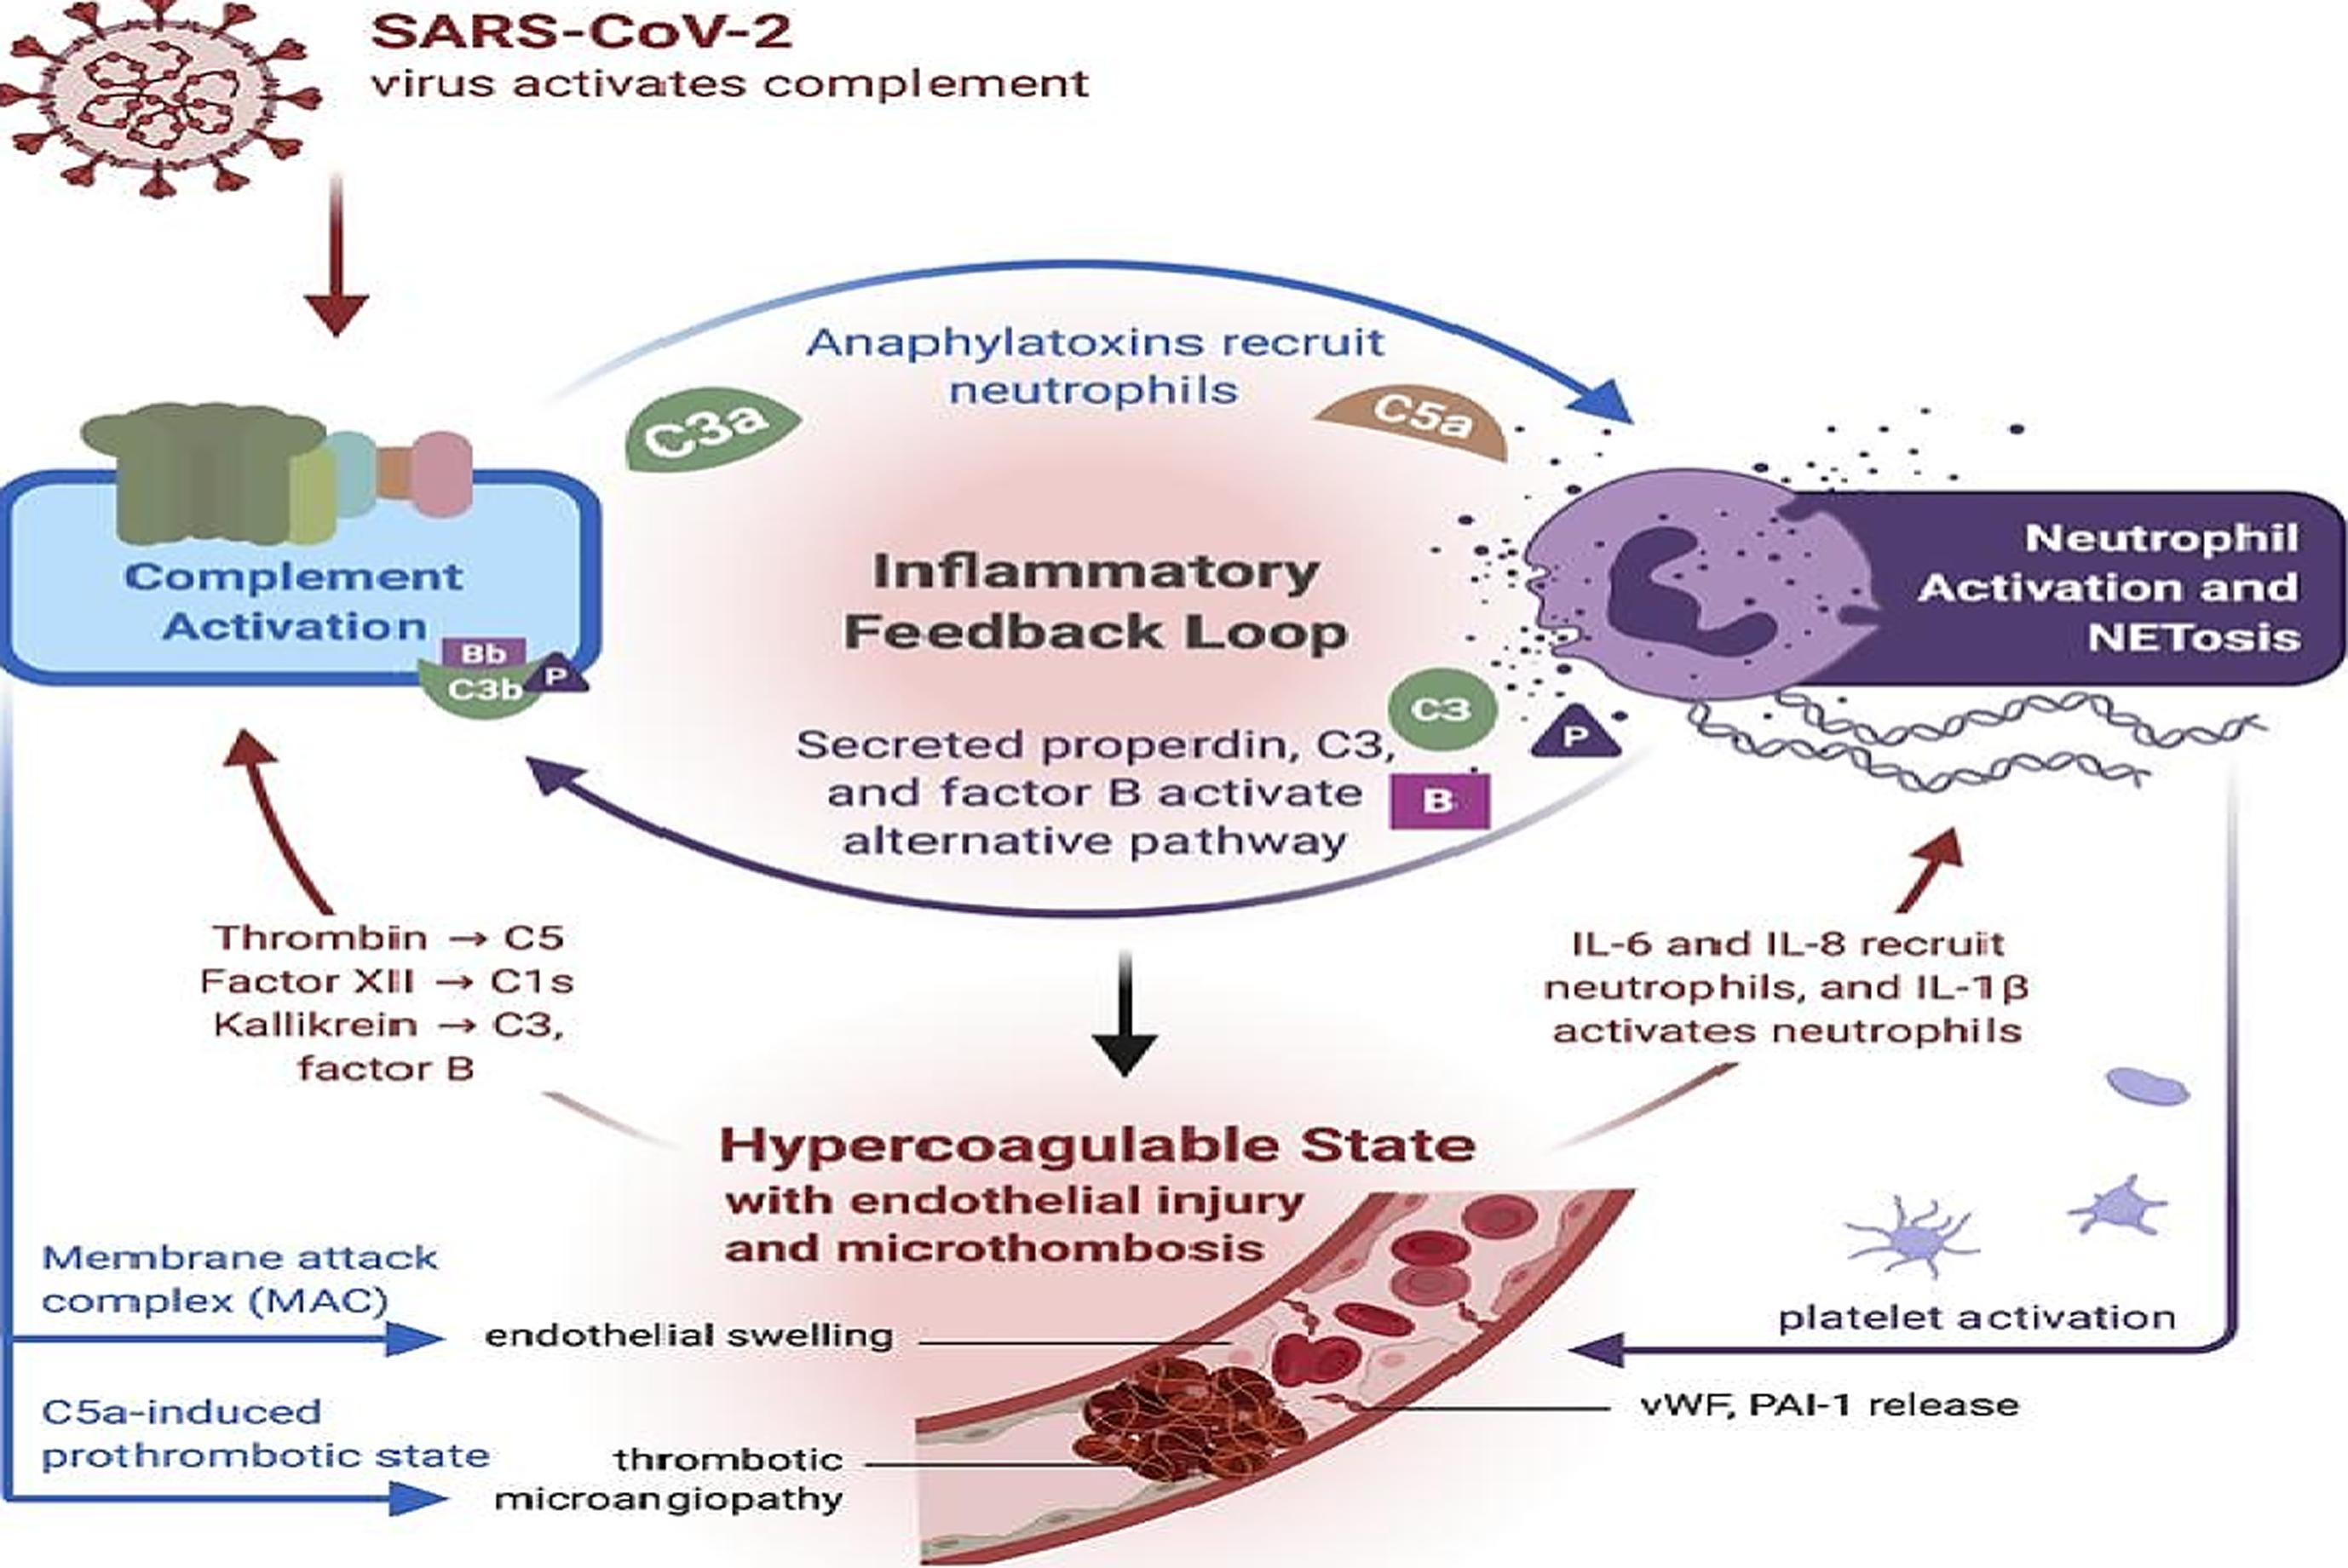 SARS-CoV-2
virus activates complement
Anaphylatoxins recruit
neutrophils
C3a
C5a
Complement
Activation
Bb
C3b
P
Inflammatory
Feedback Loop
Neutrophil
Activation and
NETosis
Secreted properdin, C3,
and factor B activate
alternative pathway
C3
P
B
Thrombin → C5
Factor XII → C1s
Kallikrein → C3,
factor B
IL-6 and IL-8 recruit
neutrophils, and IL-1β
activates neutrophils
Hypercoagulable State
with endothelial injury
and microthombosis
Membrane attack
complex (MAC)
endothelial swelling
platelet activation
C5a-induced
prothrombotic state
thrombotic
microangiopathy
vWF, PAI-1 release